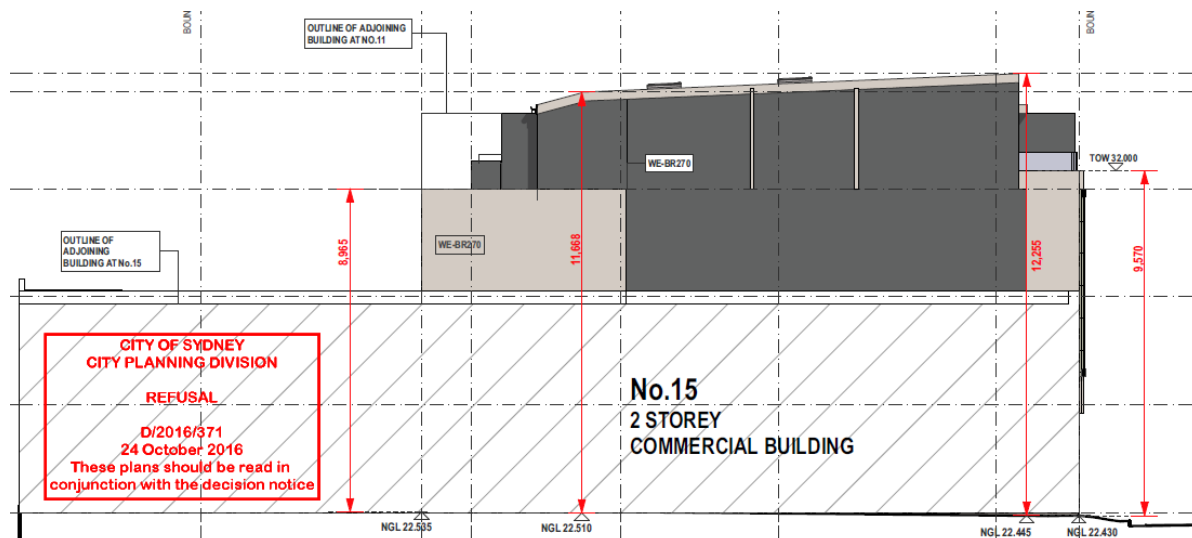 BOUN
BOUN
OUTLINE OF ADJOINING
BUILDING AT NO.11
WE-BR270
TOW 32,000
8,965
WE-BR270
11,668
12,255
9,570
OUTLINE OF
ADJOINING
BUILDING AT No.15
CITY OF SYDNEY
CITY PLANNING DIVISION
REFUSAL
D/2016/371
24 October 2016
These plans should be read in
conjunction with the decision notice
No.15
2 STOREY
COMMERCIAL BUILDING
NGL 22.535
NGL 22.510
NGL 22.445
NGL 22.430